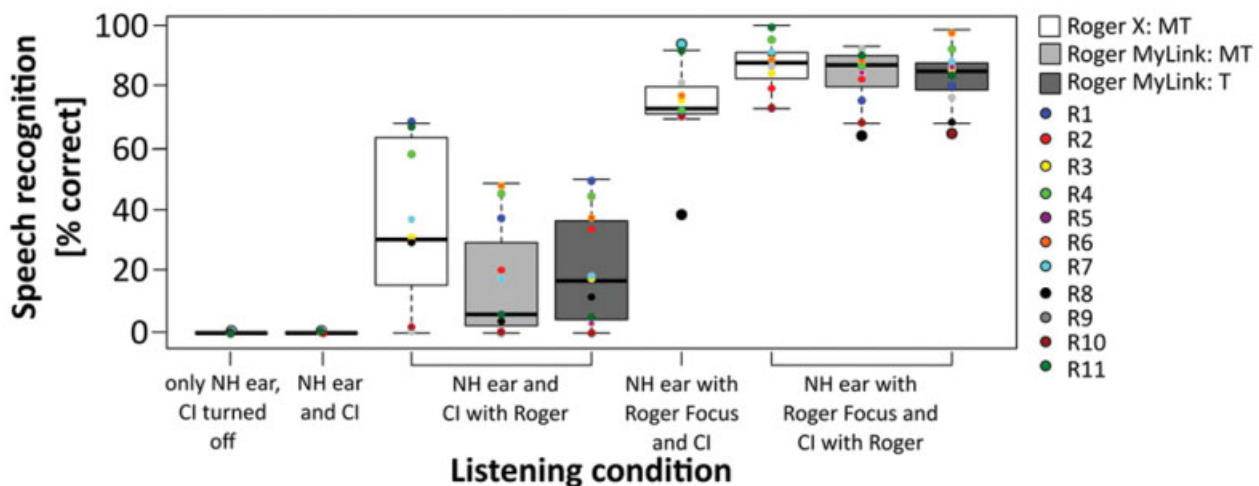 Speech recognition
[% correct]
100
80
60
40
20
0
only NH ear,
CI turned
off
NH ear
and CI
NH ear and
CI with Roger
NH ear with
Roger Focus
and CI
NH ear with
Roger Focus and
CI with Roger
Listening condition
Roger X: MT
Roger MyLink: MT
Roger MyLink: T
R1
R2
R3
R4
R5
R6
R7
R8
R9
R10
R11